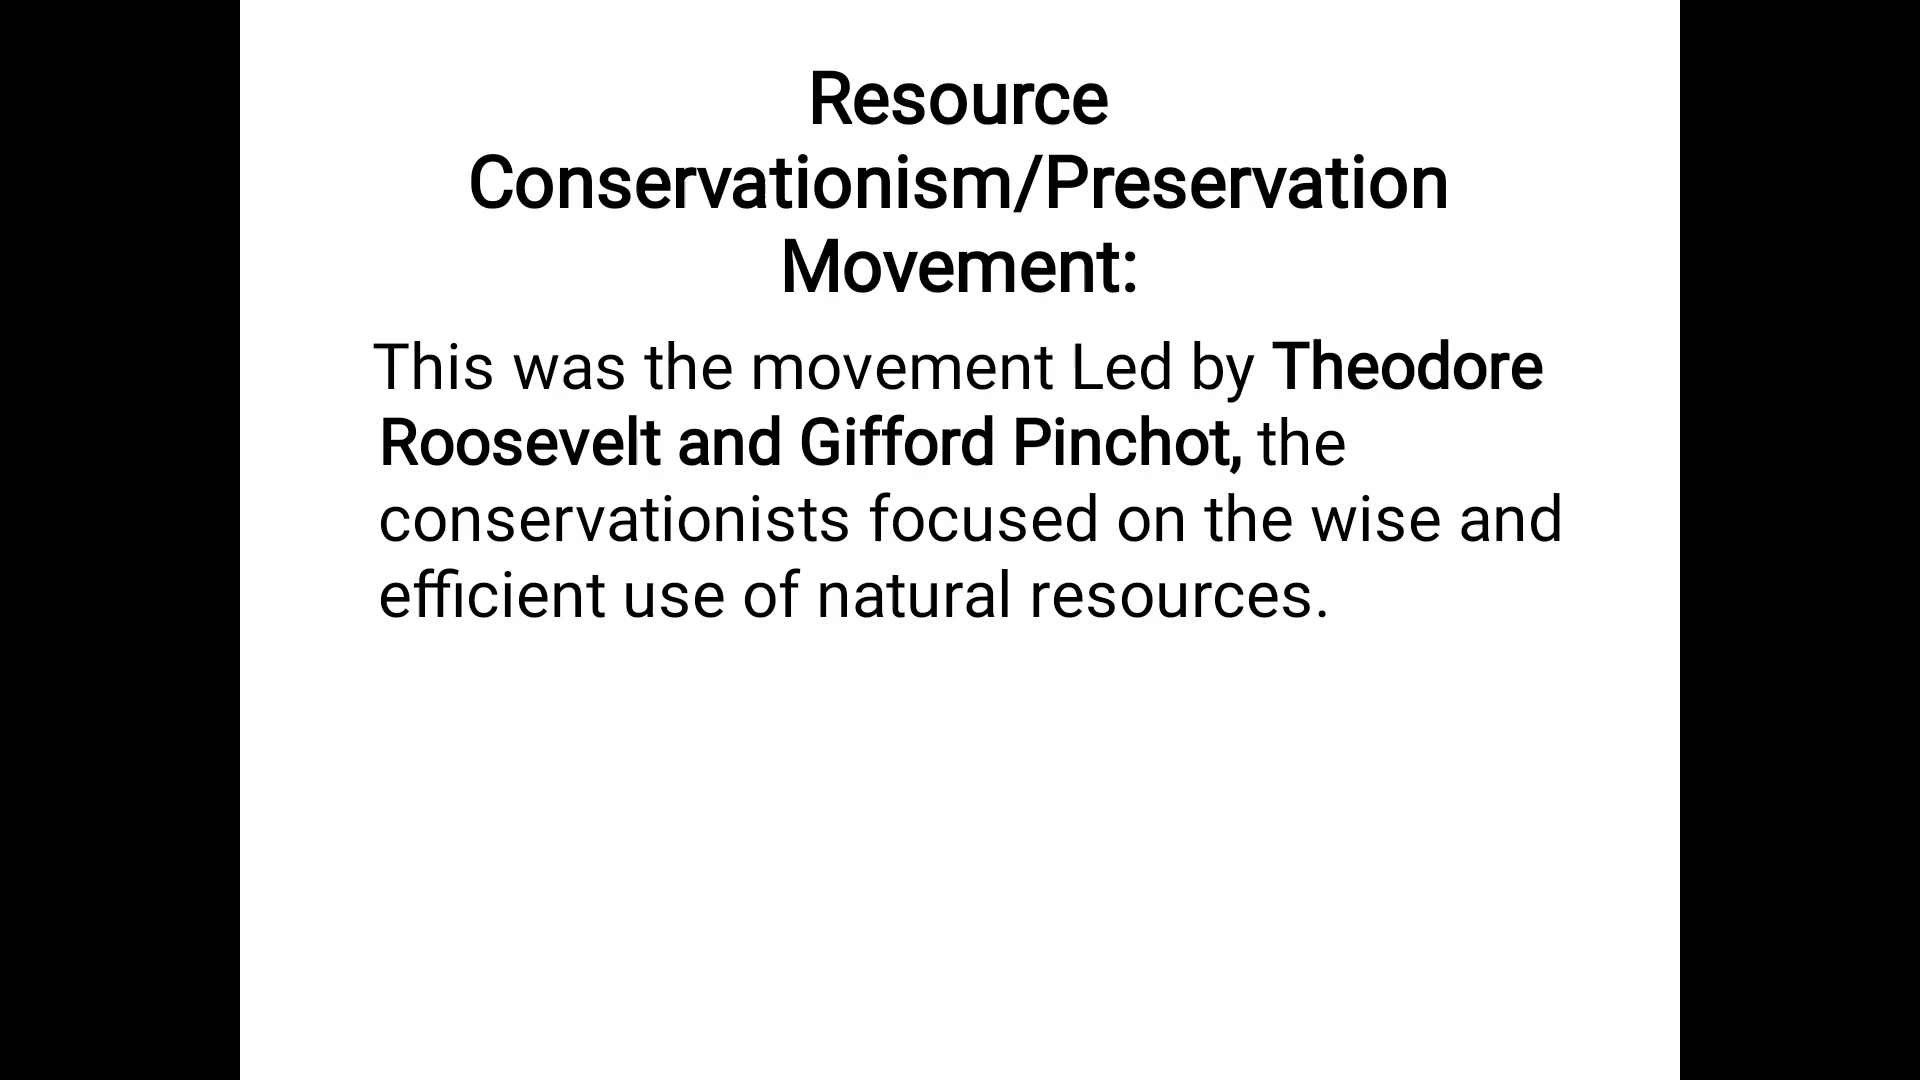 Resource
Conservationism/Preservation
Movement:
This was the movement Led by Theodore
Roosevelt and Gifford Pinchot, the
conservationists focused on the wise and
efficient use of natural resources.